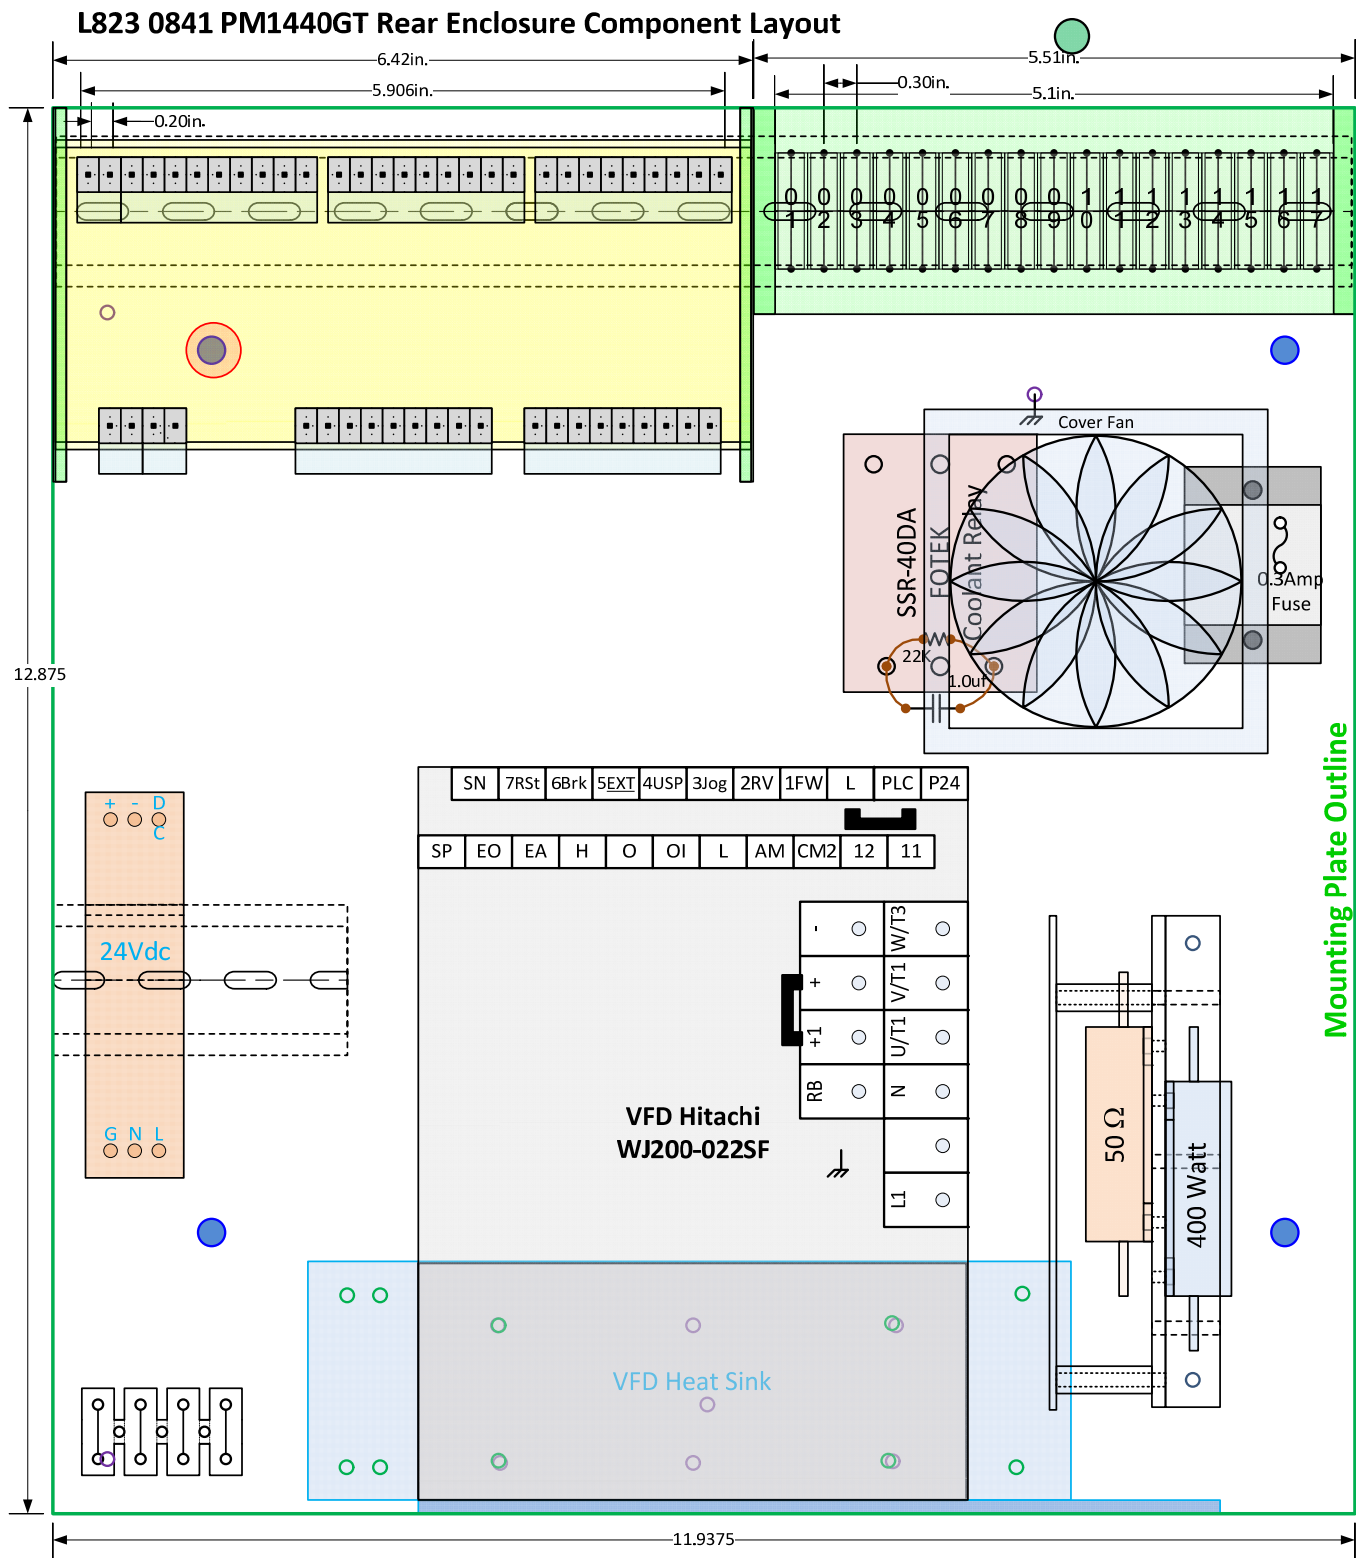 L823 0841 PM1440GT Rear Enclosure Component Layout
6.42in.
5.51in.
5.906in.
0.30in.
5.1in.
0.20in.
01 02 03 04 05 06 07 08 09 10 11 12 13 14 15 16 17
Cover Fan
SSR-40DA
FOTEK
Coolant Relay
0.3Amp
Fuse
22K
1.0uf
12.875
Mounting Plate Outline
SN 7RSt 6Brk 5EXT 4USP 3Jog 2RV 1FW L PLC P24
SP EO EA H O OI L AM CM2 12 11
+ - D
C
24Vdc
G N L
- W/T3
+ V/T1
+1 U/T1
RB N
L1
VFD Hitachi
WJ200-022SF
50 Ω
400 Watt
VFD Heat Sink
11.9375